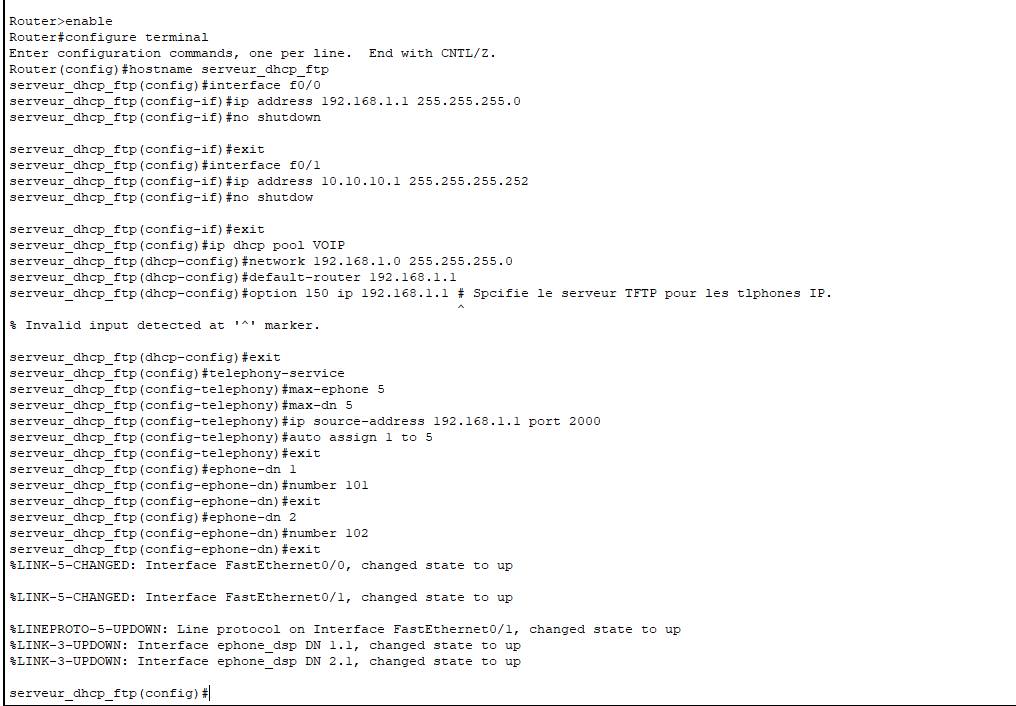 Router>enable
Router#configure terminal
Enter configuration commands, one per line.  End with CNTL/Z.
Router(config)#hostname serveur_dhcp_ftp
serveur_dhcp_ftp(config)#interface f0/0
serveur_dhcp_ftp(config-if)#ip address 192.168.1.1 255.255.255.0
serveur_dhcp_ftp(config-if)#no shutdown
serveur_dhcp_ftp(config-if)#exit
serveur_dhcp_ftp(config)#interface f0/1
serveur_dhcp_ftp(config-if)#ip address 10.10.10.1 255.255.255.252
serveur_dhcp_ftp(config-if)#no shutdow
serveur_dhcp_ftp(config-if)#exit
serveur_dhcp_ftp(config)#ip dhcp pool VOIP
serveur_dhcp_ftp(dhcp-config)#network 192.168.1.0 255.255.255.0
serveur_dhcp_ftp(dhcp-config)#default-router 192.168.1.1
serveur_dhcp_ftp(dhcp-config)#option 150 ip 192.168.1.1 # Spcifie le serveur TFTP pour les tlphones IP.
^
% Invalid input detected at '^' marker.
serveur_dhcp_ftp(dhcp-config)#exit
serveur_dhcp_ftp(config)#telephony-service
serveur_dhcp_ftp(config-telephony)#max-ephone 5
serveur_dhcp_ftp(config-telephony)#max-dn 5
serveur_dhcp_ftp(config-telephony)#ip source-address 192.168.1.1 port 2000
serveur_dhcp_ftp(config-telephony)#auto assign 1 to 5
serveur_dhcp_ftp(config-telephony)#exit
serveur_dhcp_ftp(config)#ephone-dn 1
serveur_dhcp_ftp(config-ephone-dn)#number 101
serveur_dhcp_ftp(config-ephone-dn)#exit
serveur_dhcp_ftp(config)#ephone-dn 2
serveur_dhcp_ftp(config-ephone-dn)#number 102
serveur_dhcp_ftp(config-ephone-dn)#exit
%LINK-5-CHANGED: Interface FastEthernet0/0, changed state to up
%LINK-5-CHANGED: Interface FastEthernet0/1, changed state to up
%LINEPROTO-5-UPDOWN: Line protocol on Interface FastEthernet0/1, changed state to up
%LINK-3-UPDOWN: Interface ephone_dsp DN 1.1, changed state to up
%LINK-3-UPDOWN: Interface ephone_dsp DN 2.1, changed state to up
serveur_dhcp_ftp(config)#